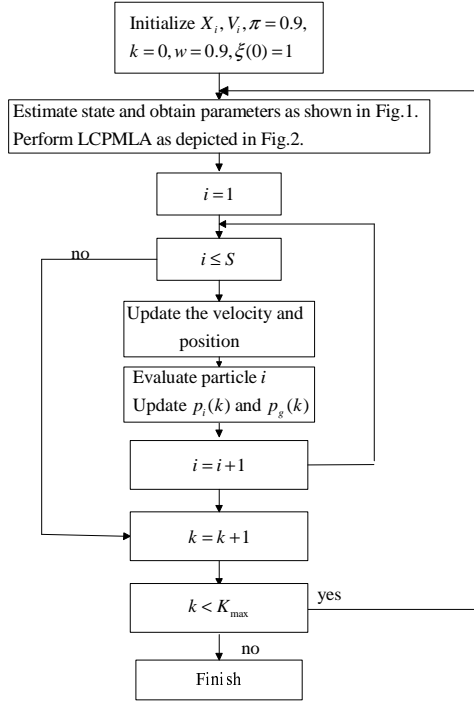 Initialize X_i, V_i, π = 0.9,
k = 0, w = 0.9, ξ(0) = 1
Estimate state and obtain parameters as shown in Fig.1.
Perform LCPMLA as depicted in Fig.2.
i = 1
no
i ≤ S
Update the velocity and
position
Evaluate particle i
Update p_i(k) and p_g(k)
i = i+1
k = k+1
k < K_max
yes
no
Finish